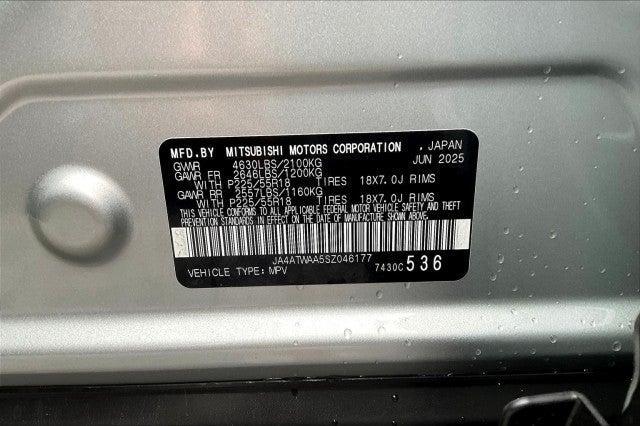 MFD.BY MITSUBISHI MOTORS CORPORATION , JAPAN
GVWR 4630LBS/2100KG JUN 2025
GAWR FR 2646LBS/1200KG
WITH P225/55R18 TIRES 18X7.0J RIMS
GAWR RR 2557LBS/1160KG
WITH P225/55R18 TIRES 18X7.0J RIMS
THIS VEHICLE CONFORMS TO ALL APPLICABLE FEDERAL MOTOR VEHICLE SAFETY AND THEFT
PREVENTION STANDARDS IN EFFECT ON THE DATE OF MANUFACTURE SHOWN ABOVE.
JA4ATWAA5SZ046177
VEHICLE TYPE: MPV 7430C 536